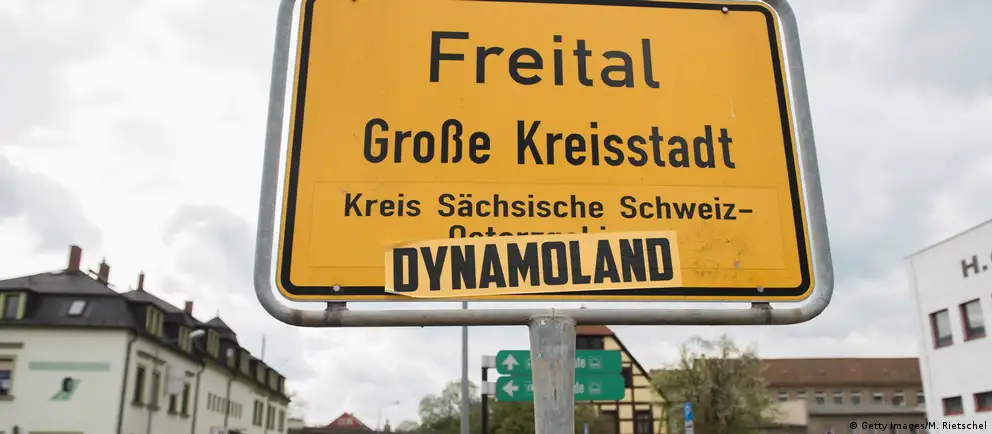 Freital
Große Kreisstadt
Kreis Sächsische Schweiz-
DYNAMOLAND
H.
© Getty Images/M. Rietschel